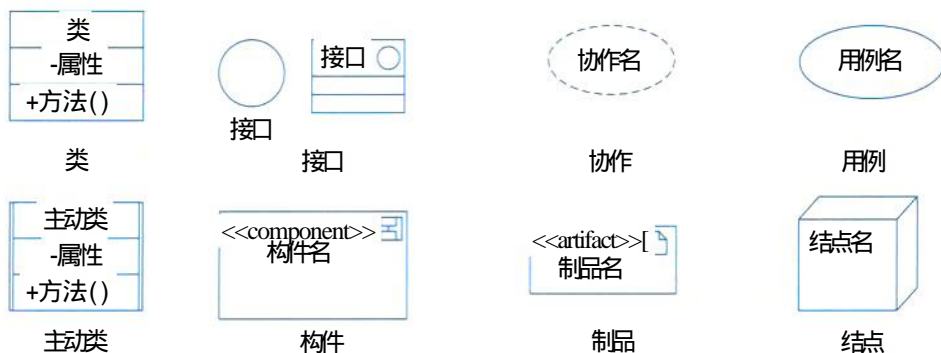 类
-属性
+方法()
类
接口
接口
接口
协作名
协作
用例名
用例
主动类
-属性
+方法()
主动类
<<component>>
构件名
构件
<<artifact>>[
制品名
制品
结点名
结点